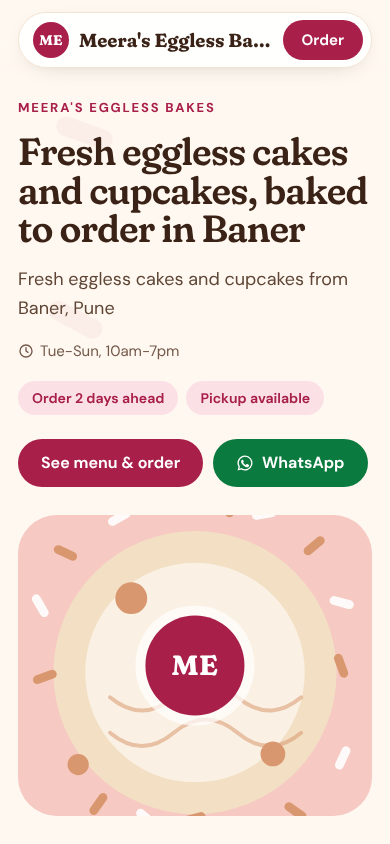 ME
Meera's Eggless Ba...
Order
MEERA'S EGGLESS BAKES
Fresh eggless cakes
and cupcakes, baked
to order in Baner
Fresh eggless cakes and cupcakes from
Baner, Pune
Tue–Sun, 10am–7pm
Order 2 days ahead
Pickup available
See menu & order
WhatsApp
ME